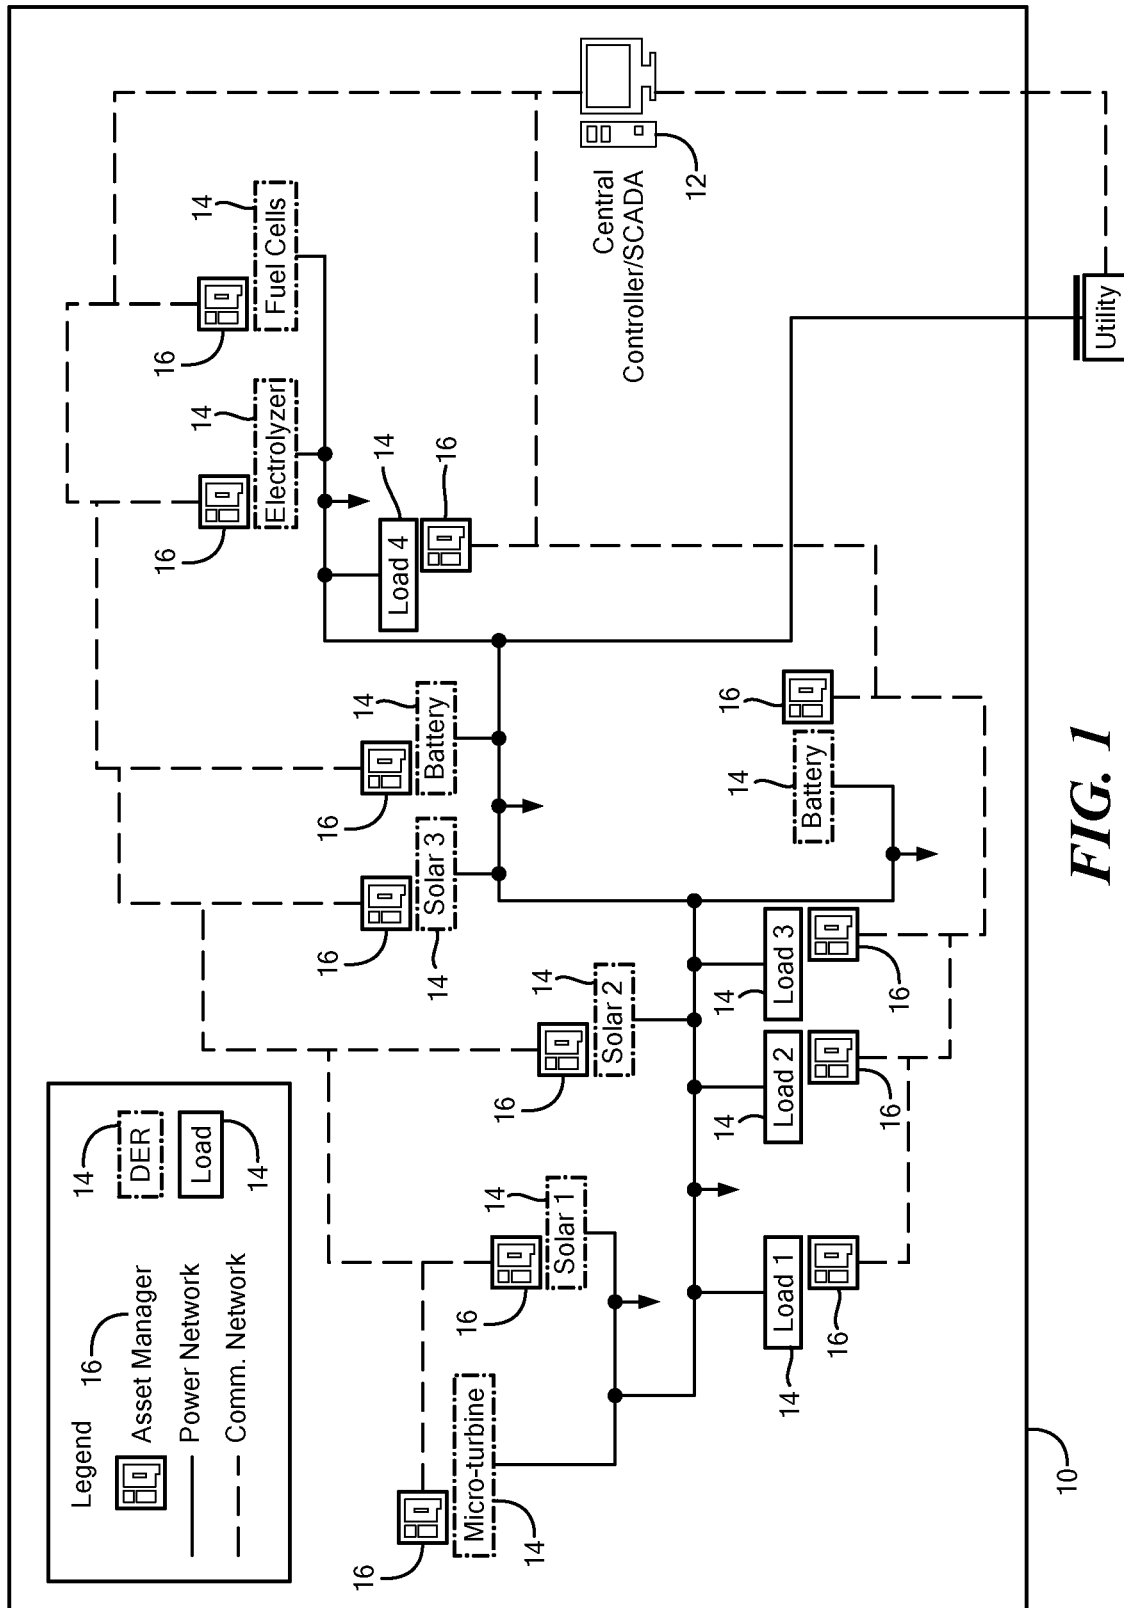 Legend
16
Asset Manager
Power Network
Comm. Network
14
DER
Load
14
16
Micro-turbine
14
16
Solar 1
14
16
Solar 2
14
16
Solar 3
14
16
Battery
14
16
Electrolyzer
14
16
Fuel Cells
14
Load 4
14
16
Load 1
14
16
Load 2
14
16
Load 3
14
16
Battery
14
16
Central
Controller/SCADA
12
Utility
10
FIG. 1